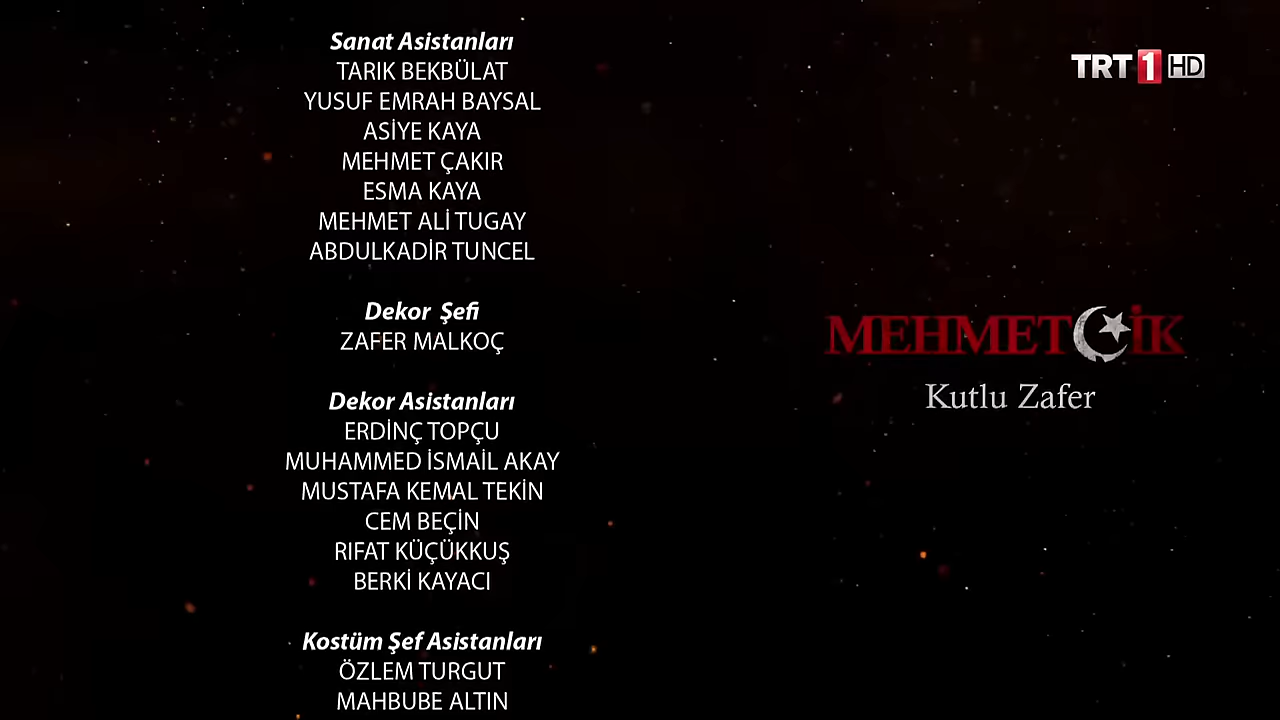 Sanat Asistanları
TARIK BEKBÜLAT
YUSUF EMRAH BAYSAL
ASİYE KAYA
MEHMET ÇAKIR
ESMA KAYA
MEHMET ALİ TUGAY
ABDULKADİR TUNCEL
Dekor Şefi
ZAFER MALKOÇ
Dekor Asistanları
ERDİNÇ TOPÇU
MUHAMMED İSMAİL AKAY
MUSTAFA KEMAL TEKİN
CEM BEÇİN
RIFAT KÜÇÜKKUŞ
BERKİ KAYACI
Kostüm Şef Asistanları
ÖZLEM TURGUT
MAHBUBE ALTIN
TRT 1 HD
MEHMETÇİK
Kutlu Zafer